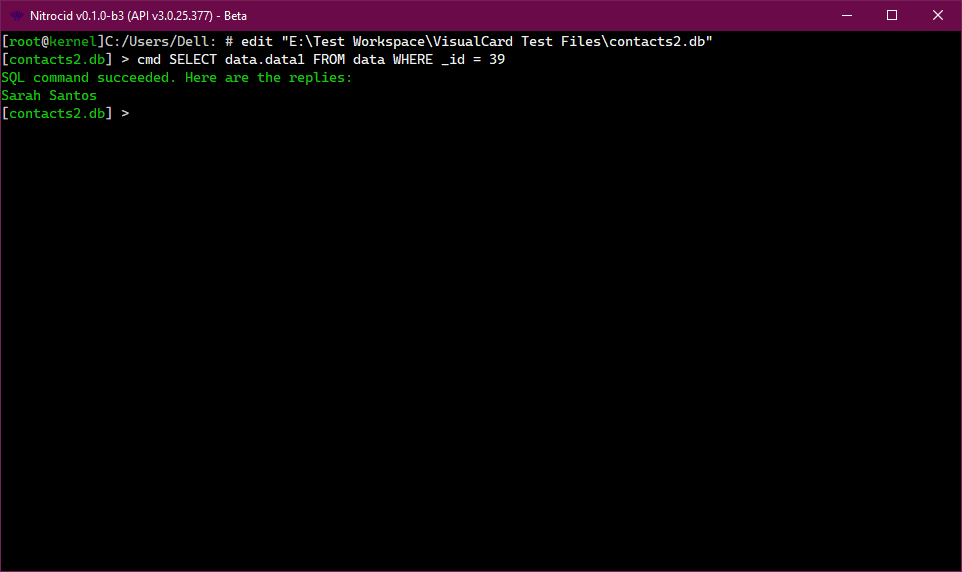 Nitrocid v0.1.0-b3 (API v3.0.25.377) - Beta
[root@kernel]C:/Users/Dell: # edit "E:\Test Workspace\VisualCard Test Files\contacts2.db"
[contacts2.db] > cmd SELECT data.data1 FROM data WHERE _id = 39
SQL command succeeded. Here are the replies:
Sarah Santos
[contacts2.db] >